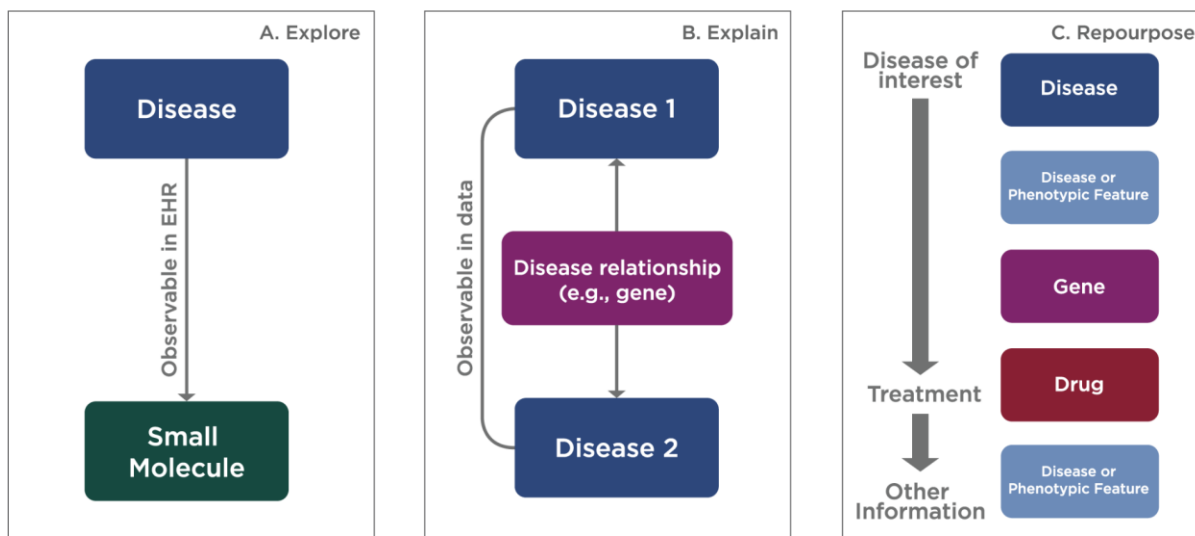 A. Explore
Disease
Observable in EHR
Small
Molecule
B. Explain
Disease 1
Observable in data
Disease relationship
(e.g., gene)
Disease 2
C. Repourpose
Disease of
interest
Disease
Disease or
Phenotypic Feature
Gene
Treatment
Drug
Other
Information
Disease or
Phenotypic Feature